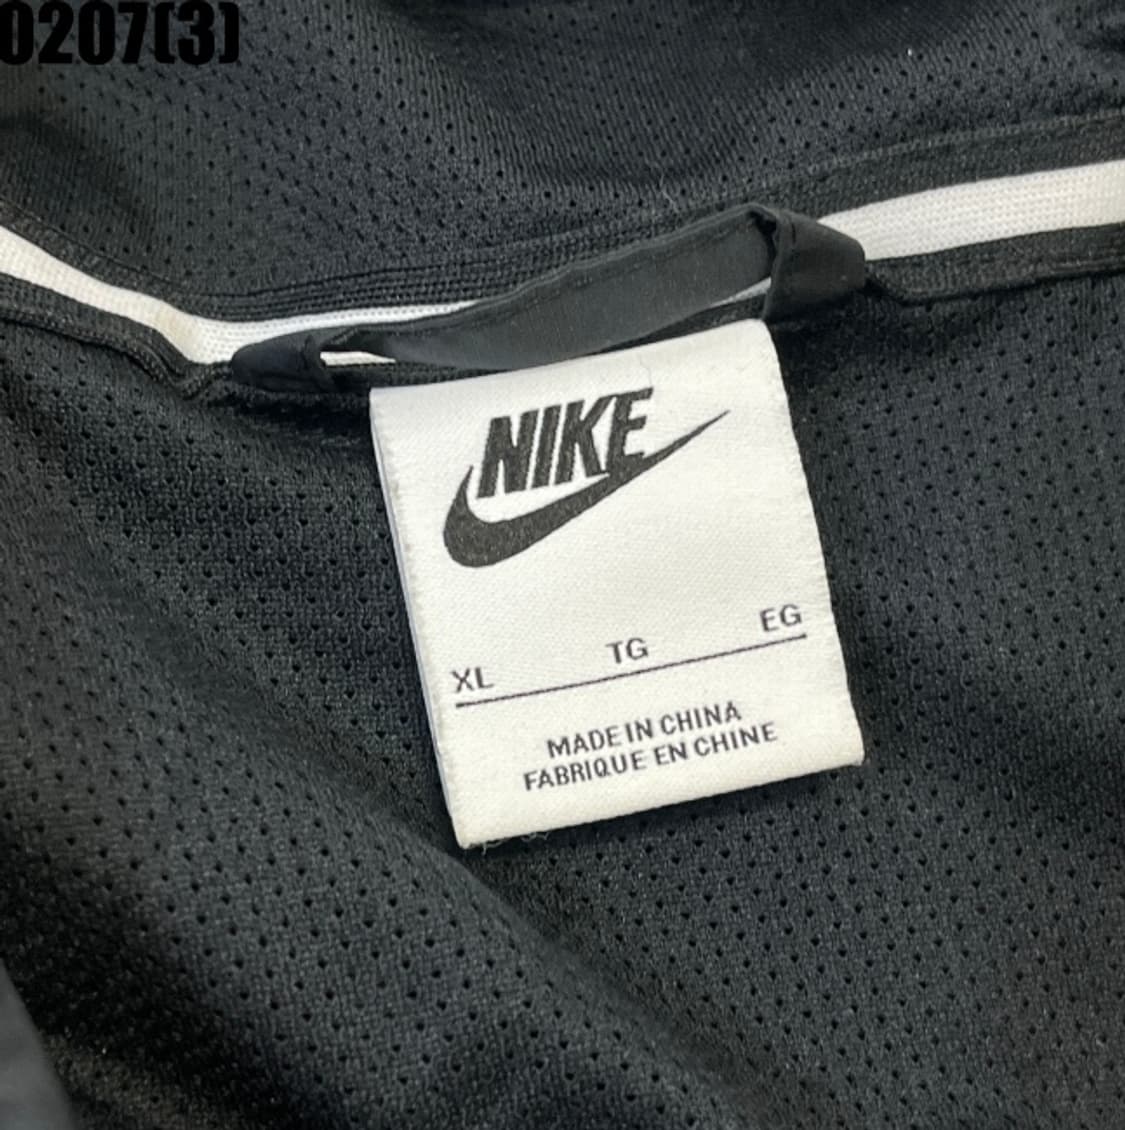 0207(3)
NIKE
XL TG EG
MADE IN CHINA
FABRIQUE EN CHINE